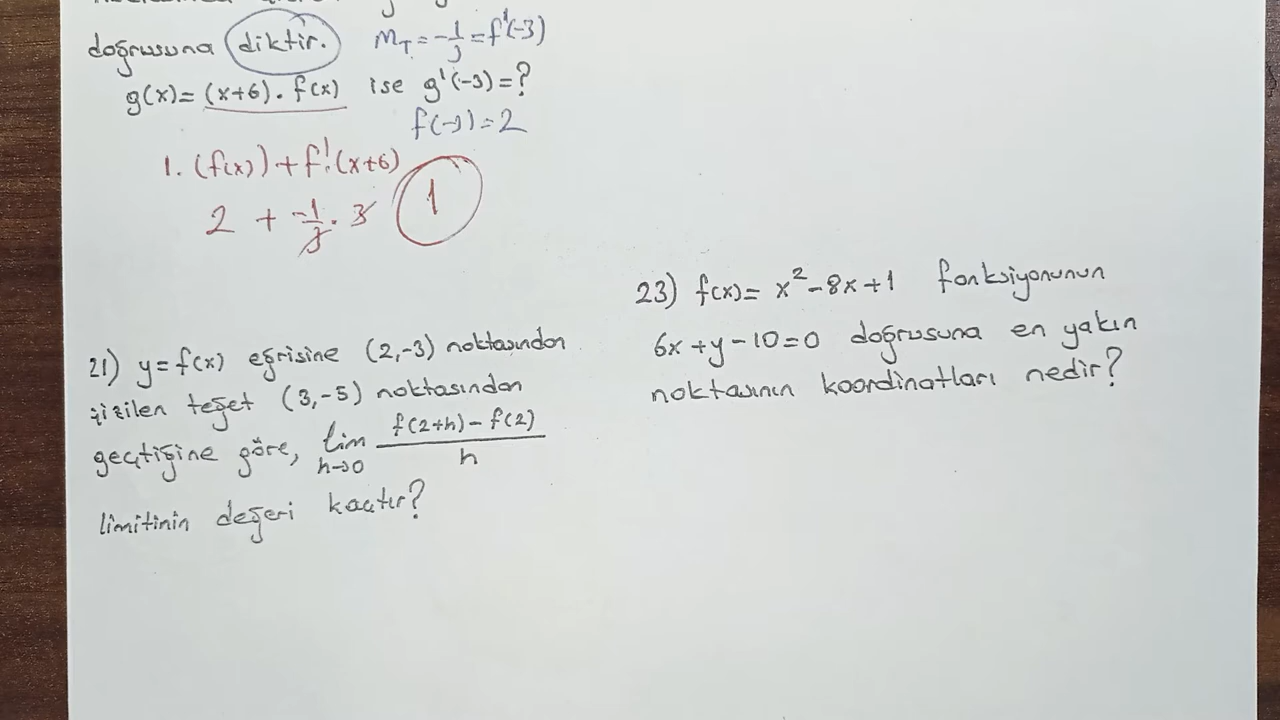 doğrusuna diktir. M_T = -1/3 = f'(-3)
g(x) = (x+6) . f(x) ise g'(-3) = ?
f(-3) = 2
1. (f(x)) + f'.(x+6)
2 + -1/3 . 3 1
21) y = f(x) eğrisine (2,-3) noktasından
çizilen teğet (3,-5) noktasından
geçtiğine göre, lim h→0 f(2+h) - f(2) / h
limitinin değeri kaçtır?
23) f(x) = x² - 8x + 1 fonksiyonunun
6x + y - 10 = 0 doğrusuna en yakın
noktasının koordinatları nedir?